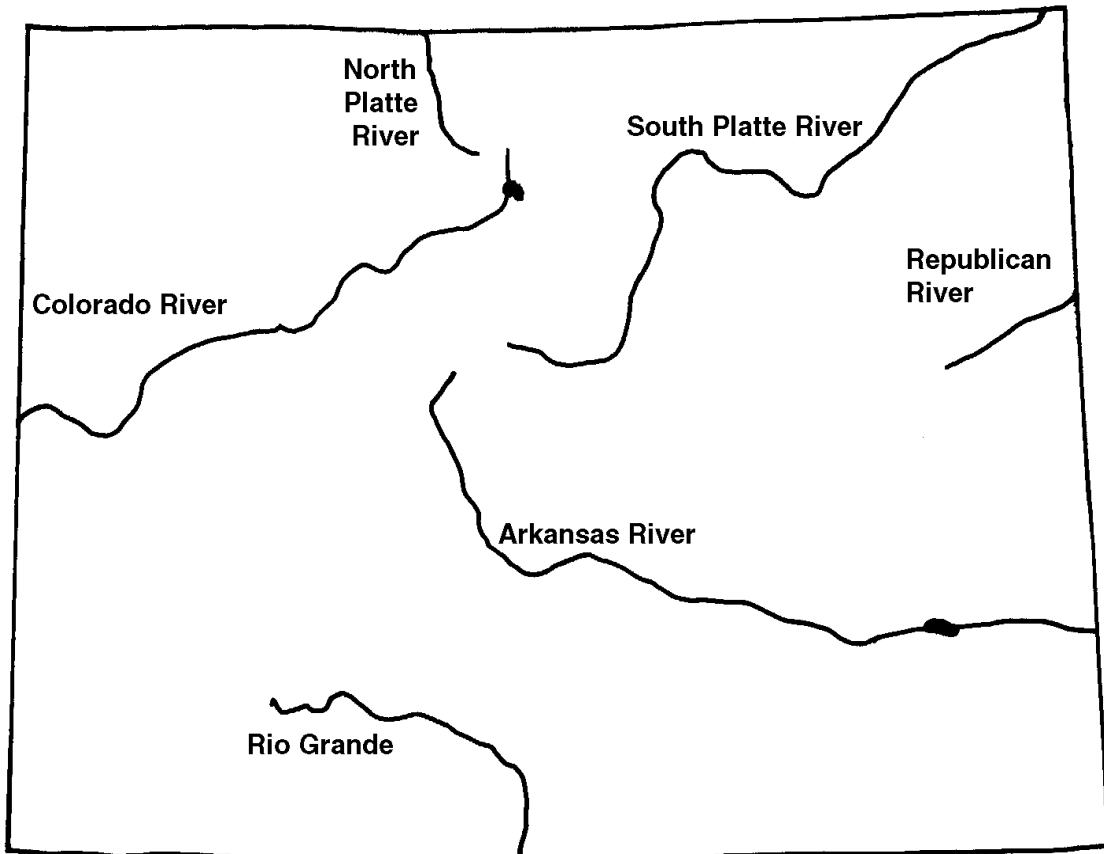 North
Platte
River
South Platte River
Republican
River
Colorado River
Arkansas River
Rio Grande